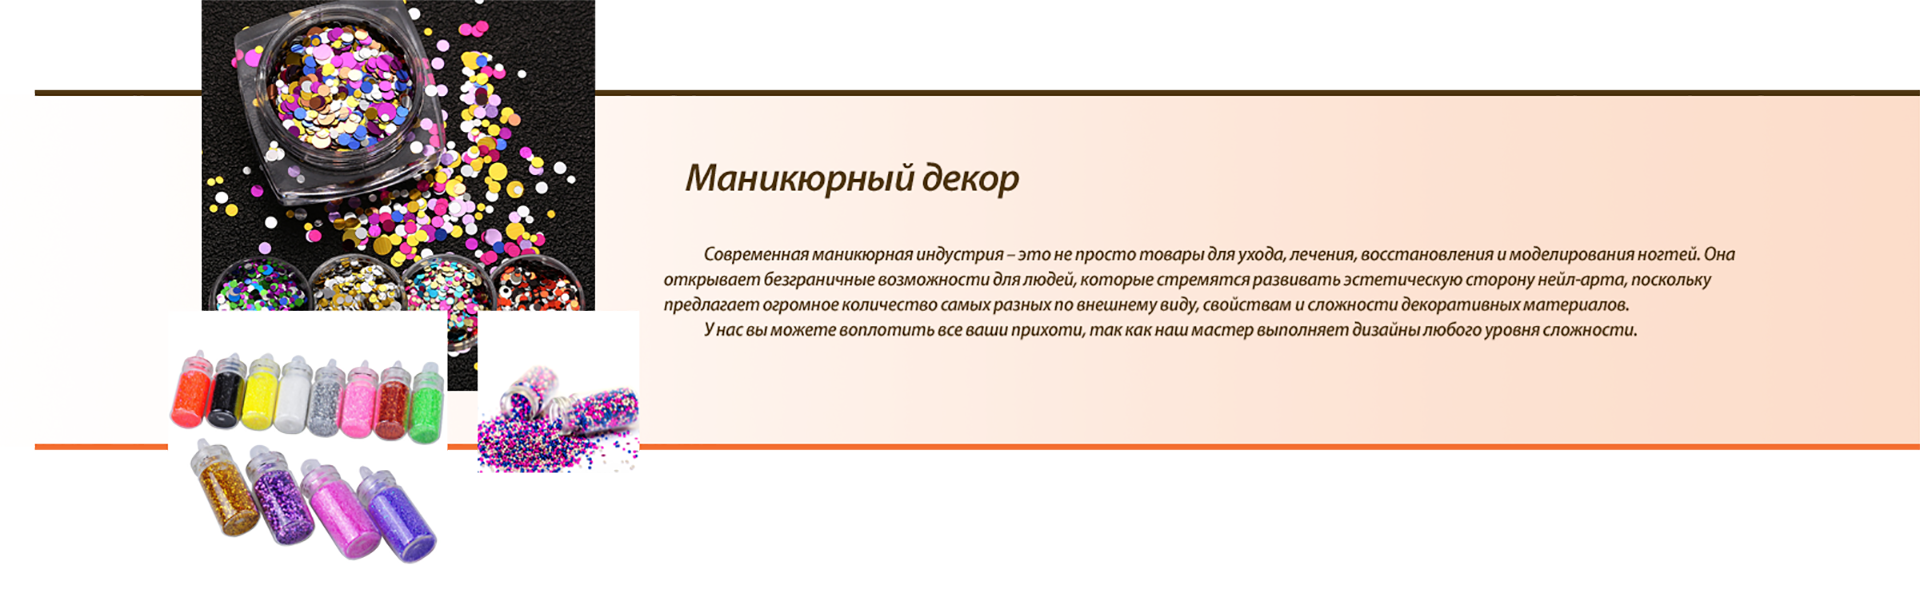 Маникюрный декор
Современная маникюрная индустрия – это не просто товары для ухода, лечения, восстановления и моделирования ногтей. Она
открывает безграничные возможности для людей, которые стремятся развивать эстетическую сторону нейл-арта, поскольку
предлагает огромное количество самых разных по внешнему виду, свойствам и сложности декоративных материалов.
У нас вы можете воплотить все ваши прихоти, так как наш мастер выполняет дизайны любого уровня сложности.